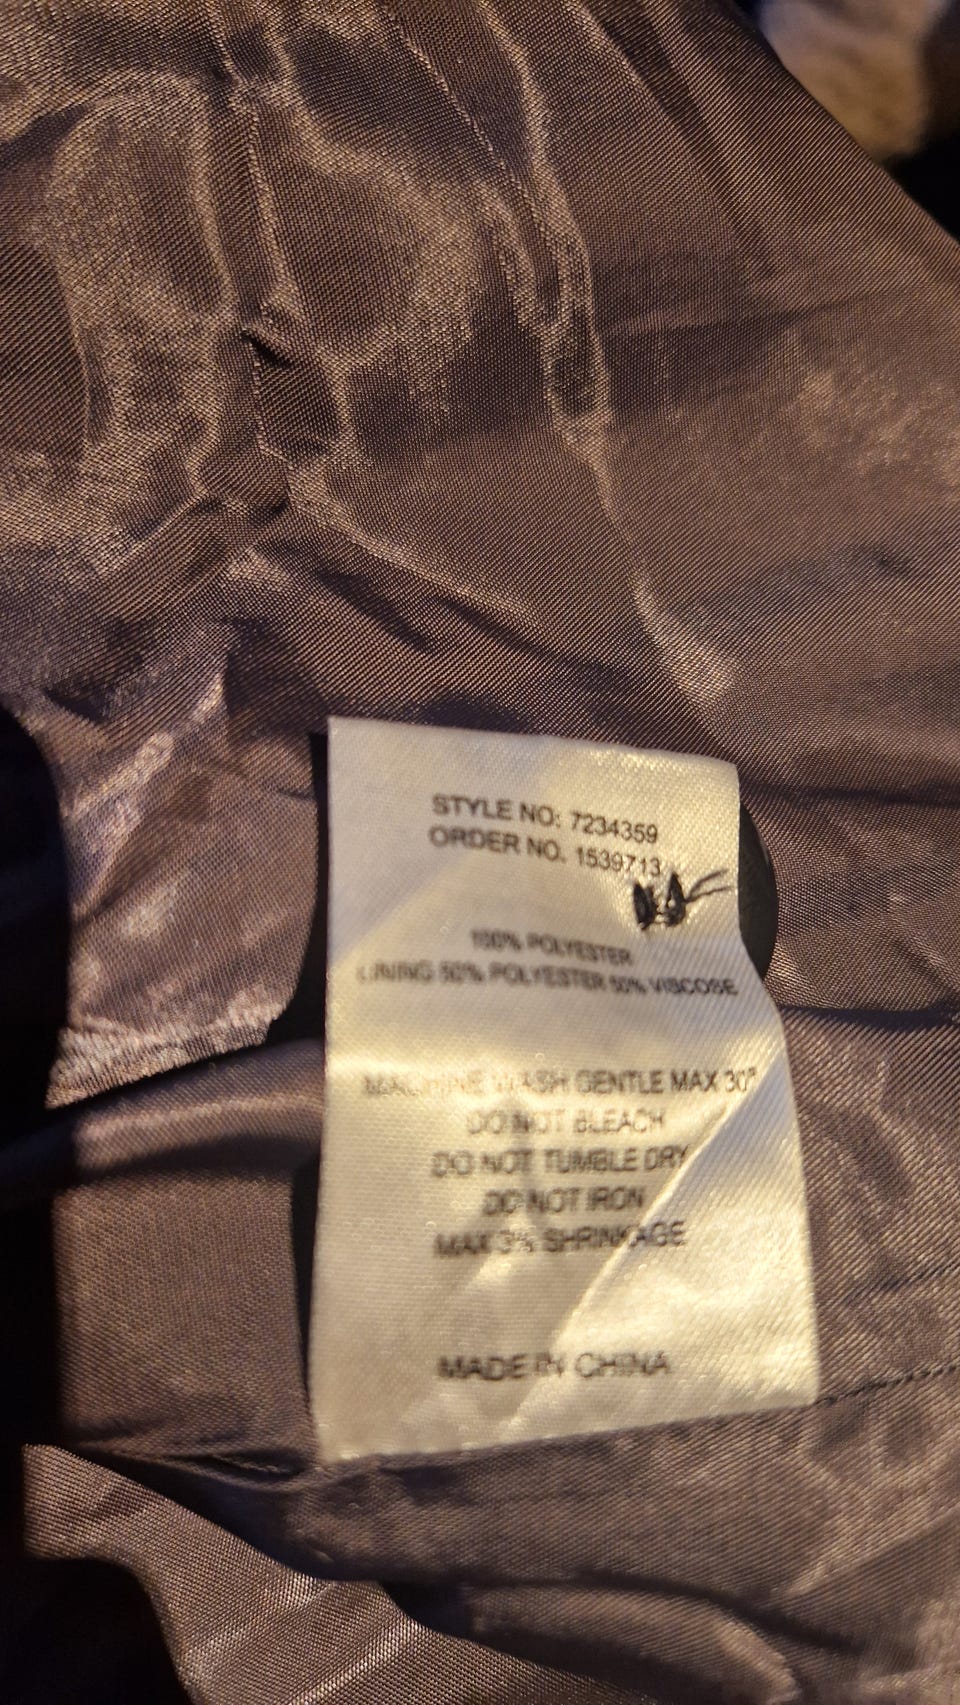 STYLE NO: 7234359
ORDER NO. 1539713
100% POLYESTER
LINING 50% POLYESTER 50% VISCOSE
MACHINE WASH GENTLE MAX 30°
DO NOT BLEACH
DO NOT TUMBLE DRY
DO NOT IRON
MAX 3% SHRINKAGE
MADE IN CHINA